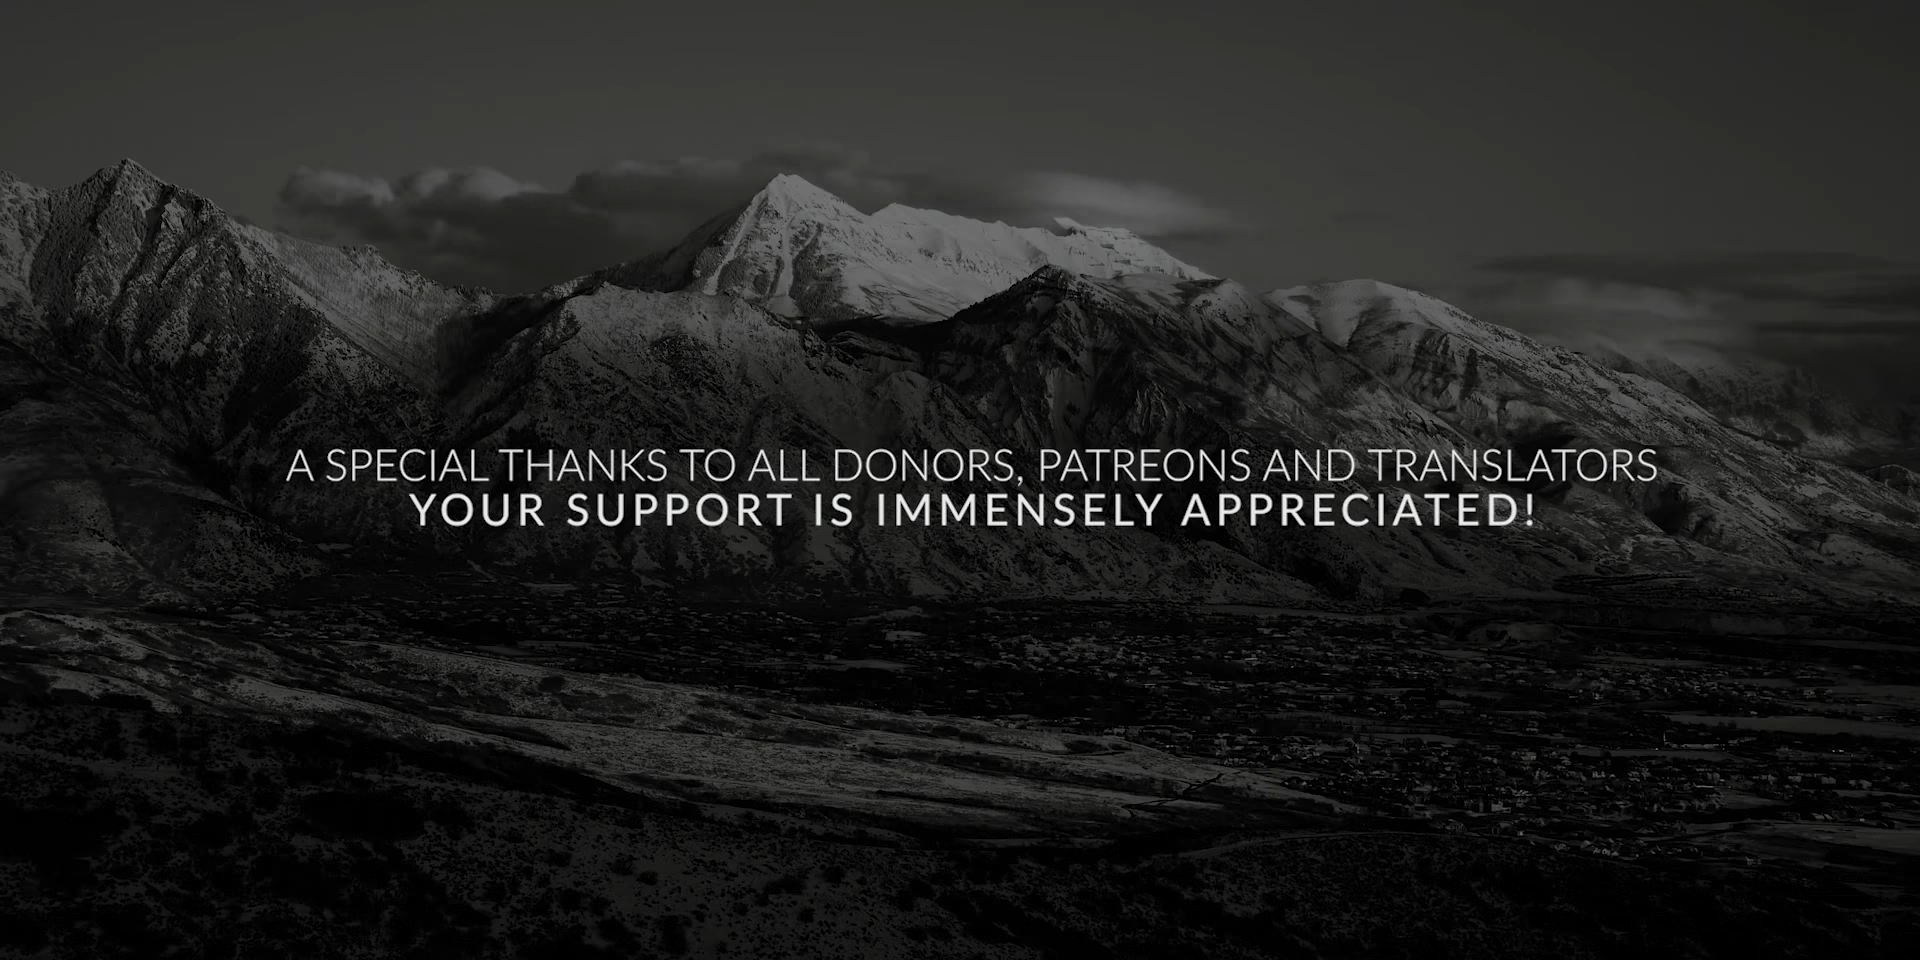 A SPECIAL THANKS TO ALL DONORS, PATREONS AND TRANSLATORS
YOUR SUPPORT IS IMMENSELY APPRECIATED!